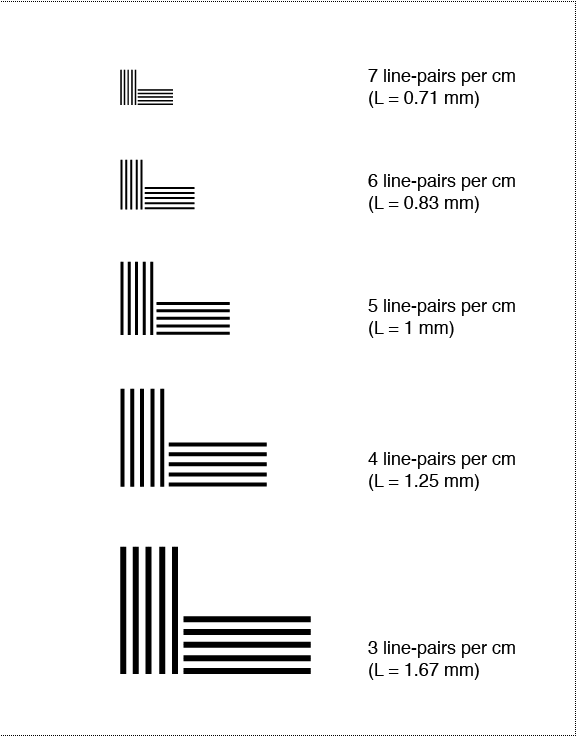 7 line-pairs per cm
(L = 0.71 mm)
6 line-pairs per cm
(L = 0.83 mm)
5 line-pairs per cm
(L = 1 mm)
4 line-pairs per cm
(L = 1.25 mm)
3 line-pairs per cm
(L = 1.67 mm)